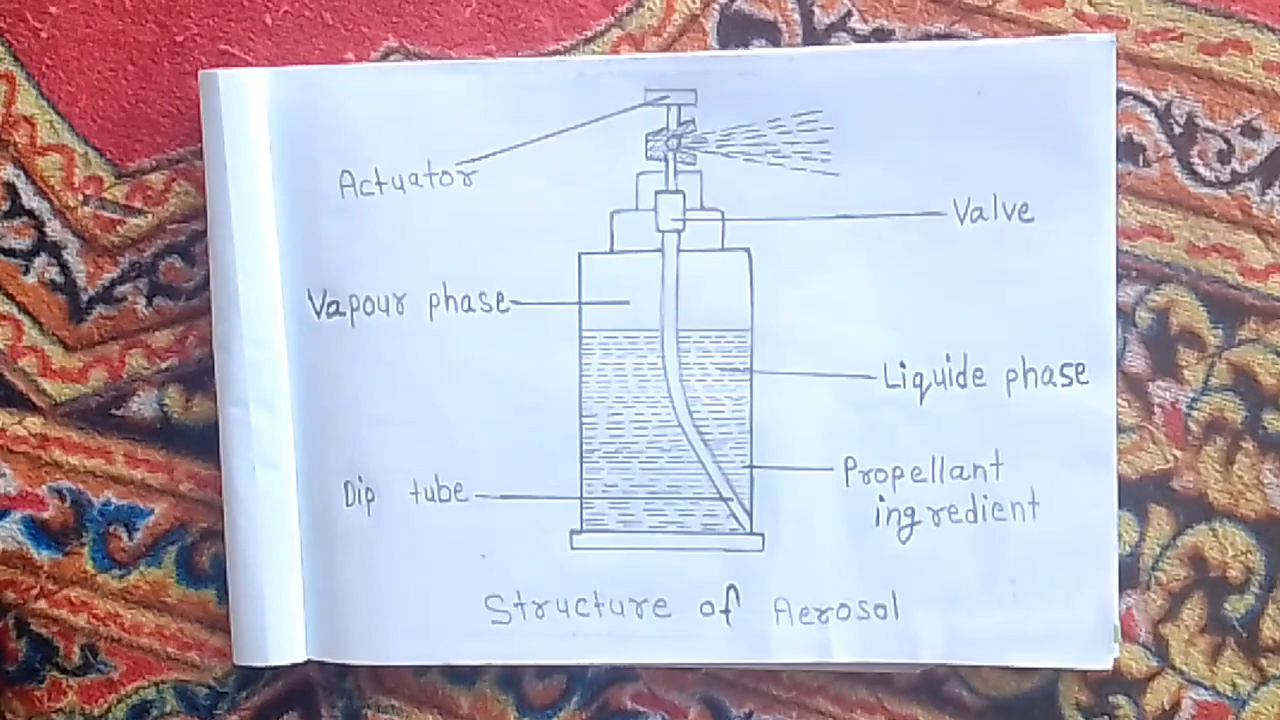 Actuator
Valve
Vapour phase
Liquide phase
Propellant
ingredient
Dip tube
Structure of Aerosol